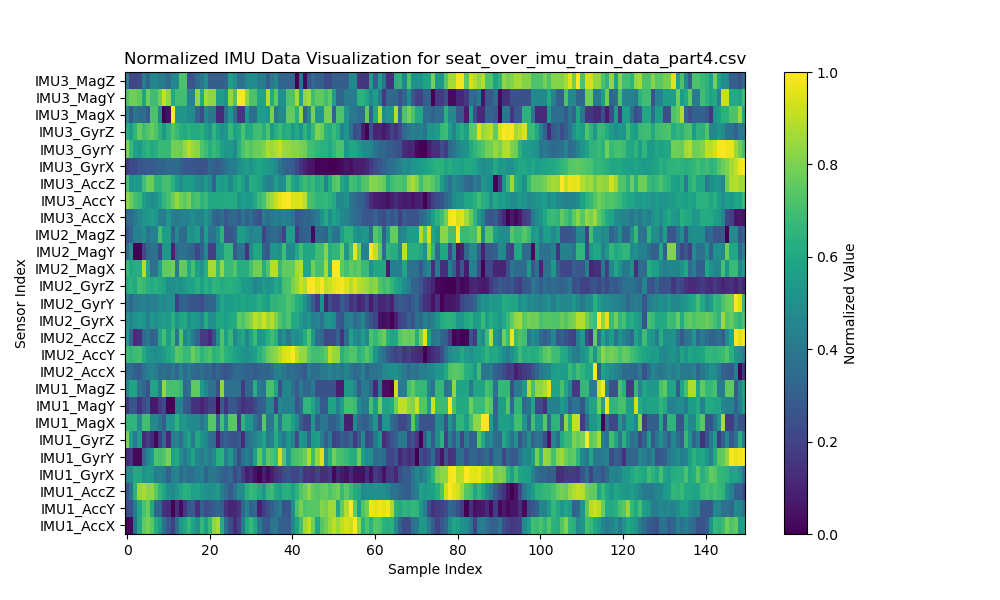 Normalized IMU Data Visualization for seat_over_imu_train_data_part4.csv
IMU3_MagZ
IMU3_MagY
IMU3_MagX
IMU3_GyrZ
IMU3_GyrY
IMU3_GyrX
IMU3_AccZ
IMU3_AccY
IMU3_AccX
IMU2_MagZ
IMU2_MagY
IMU2_MagX
IMU2_GyrZ
IMU2_GyrY
IMU2_GyrX
IMU2_AccZ
IMU2_AccY
IMU2_AccX
IMU1_MagZ
IMU1_MagY
IMU1_MagX
IMU1_GyrZ
IMU1_GyrY
IMU1_GyrX
IMU1_AccZ
IMU1_AccY
IMU1_AccX
Sensor Index
0 20 40 60 80 100 120 140
Sample Index
1.0
0.8
0.6
0.4
0.2
0.0
Normalized Value